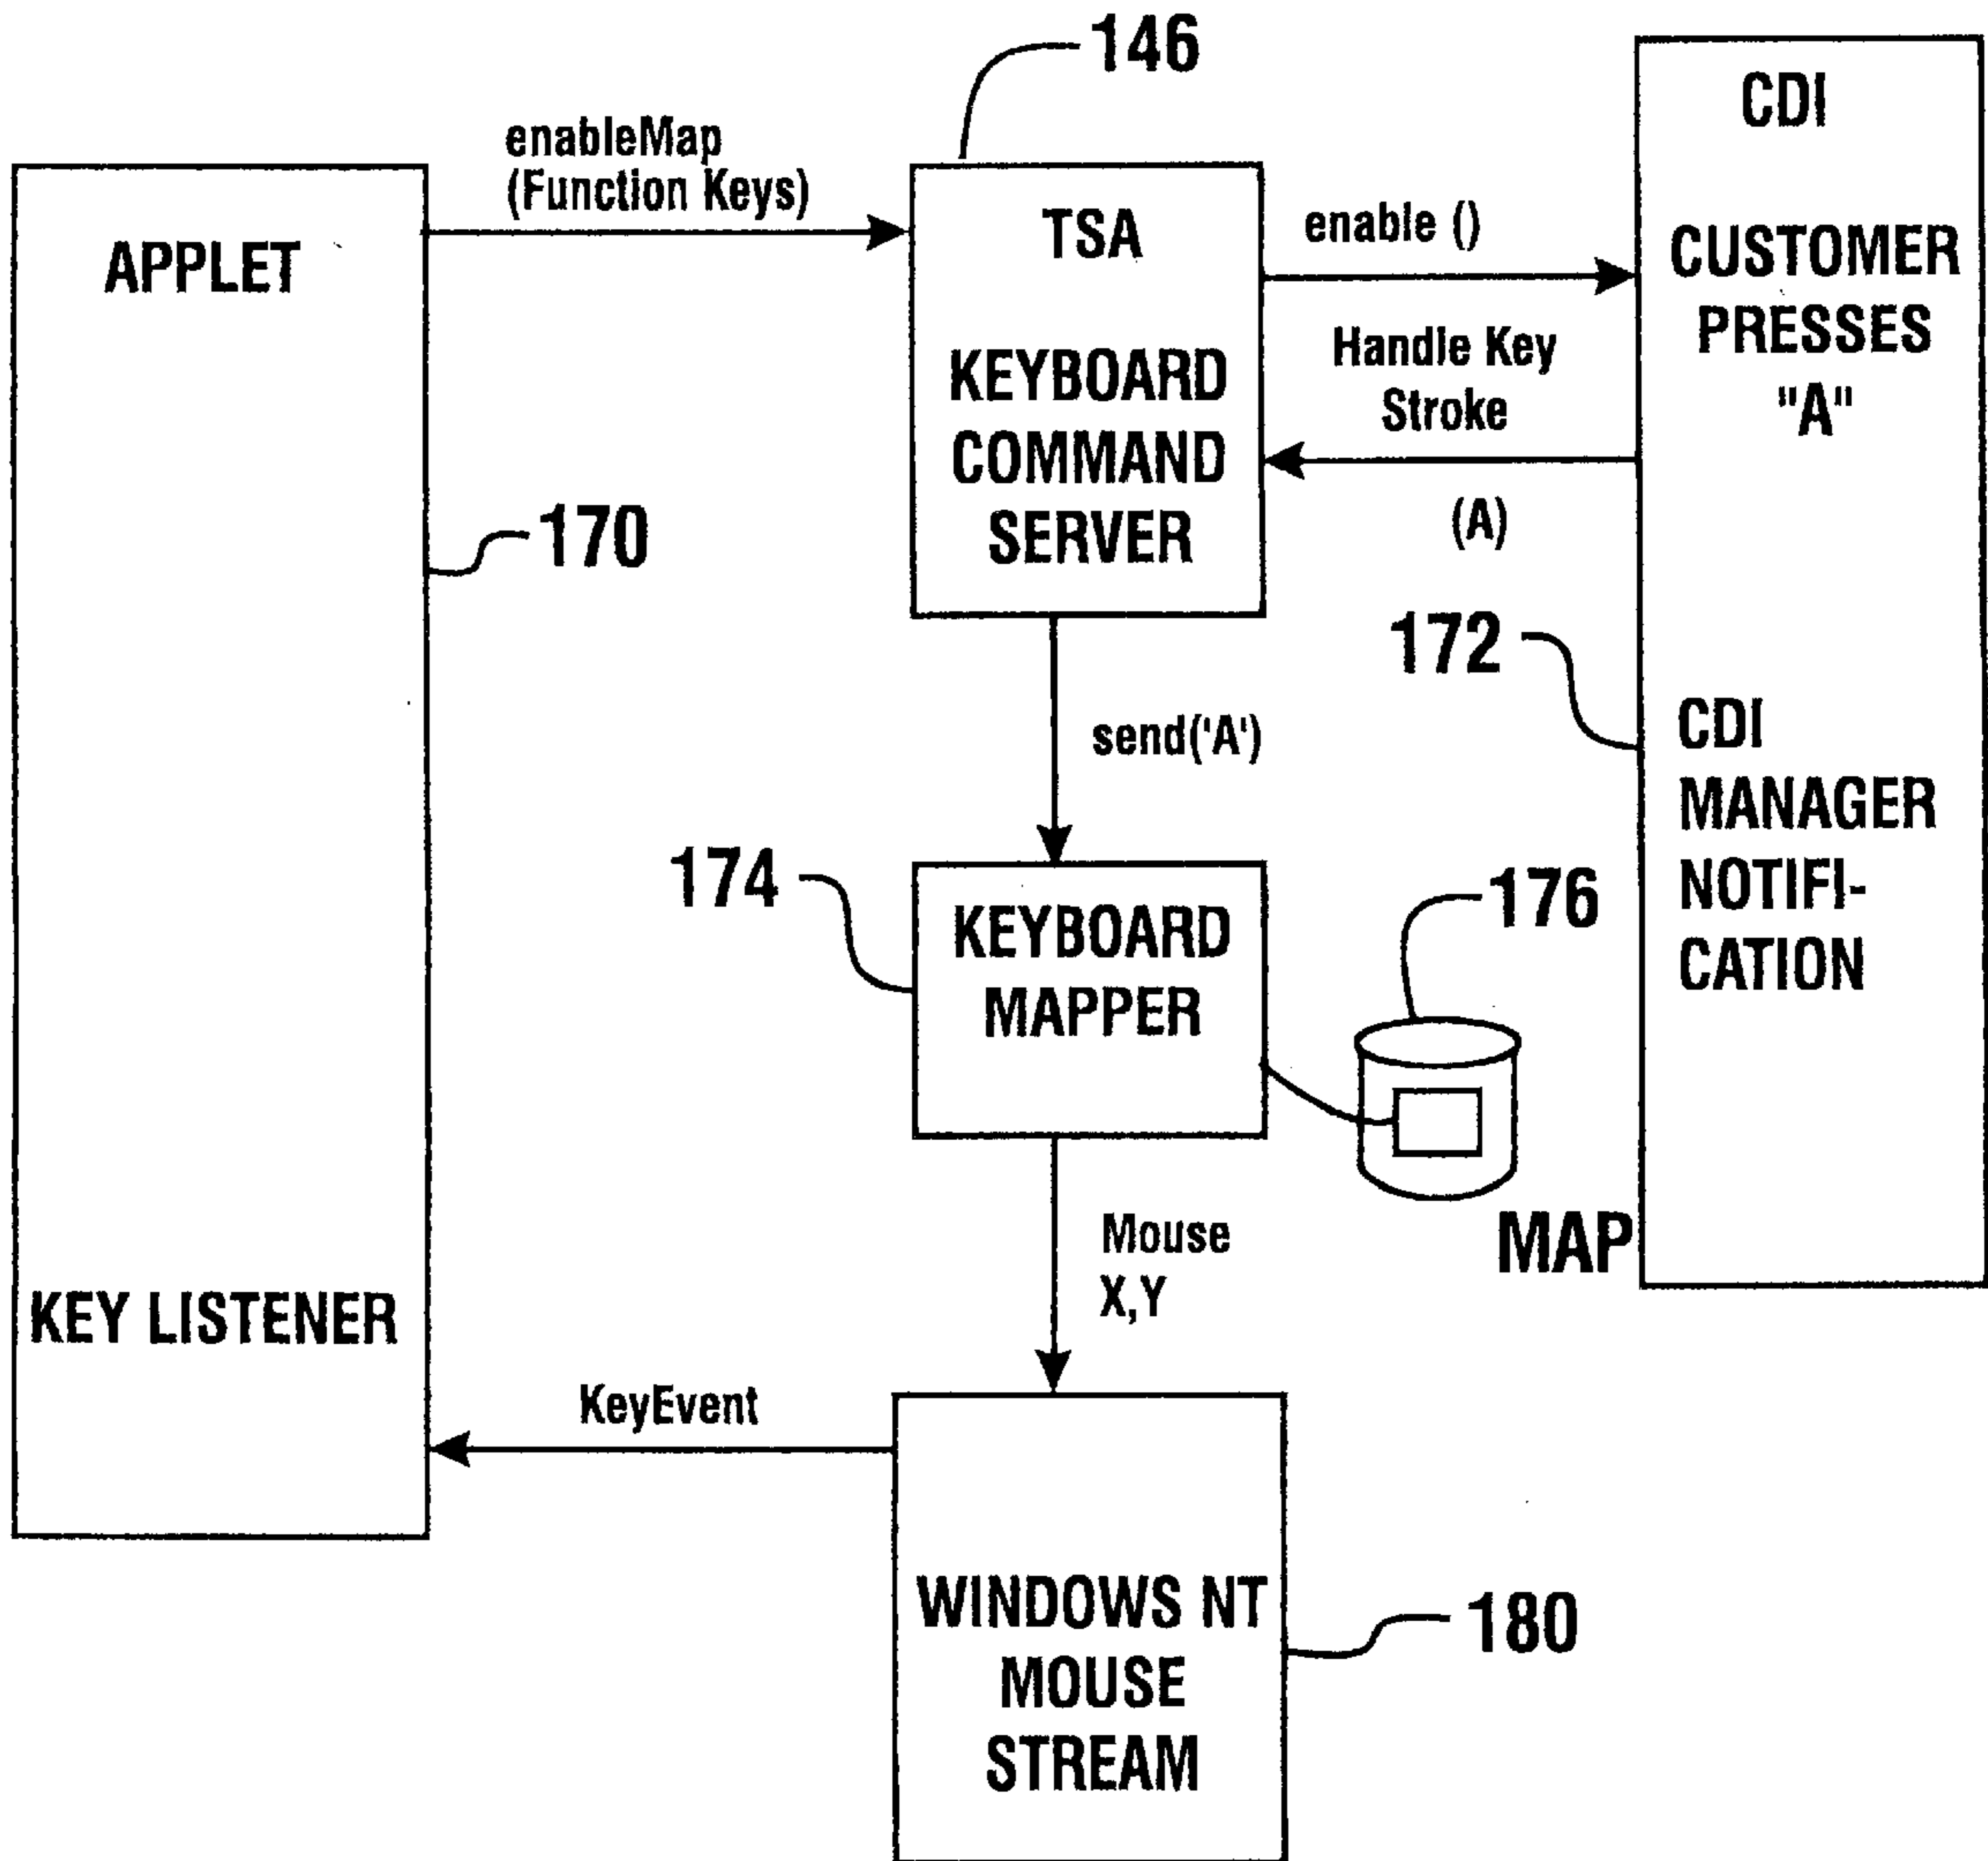 146
CDI
enableMap
(Function Keys)
APPLET
TSA
enable ()
CUSTOMER
PRESSES
"A"
KEYBOARD
COMMAND
SERVER
Handle Key
Stroke
(A)
170
172
send('A')
CDI
MANAGER
NOTIFI-
CATION
174
KEYBOARD
MAPPER
176
MAP
Mouse
X,Y
KEY LISTENER
KeyEvent
WINDOWS NT
MOUSE
STREAM
180